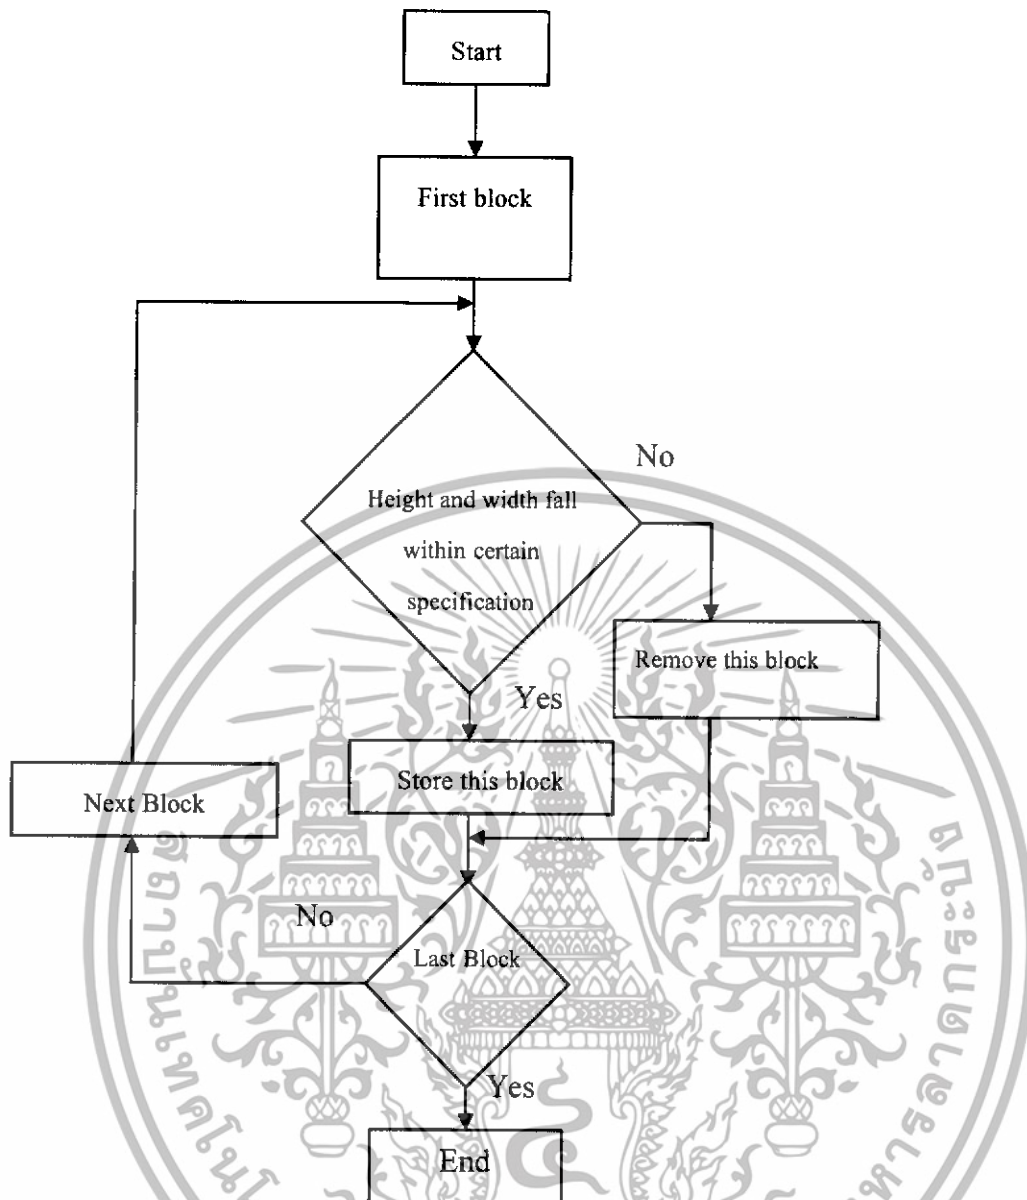 Start
First block
No
Height and width fall
within certain
specification
Remove this block
Yes
Store this block
Next Block
No
Last Block
Yes
End